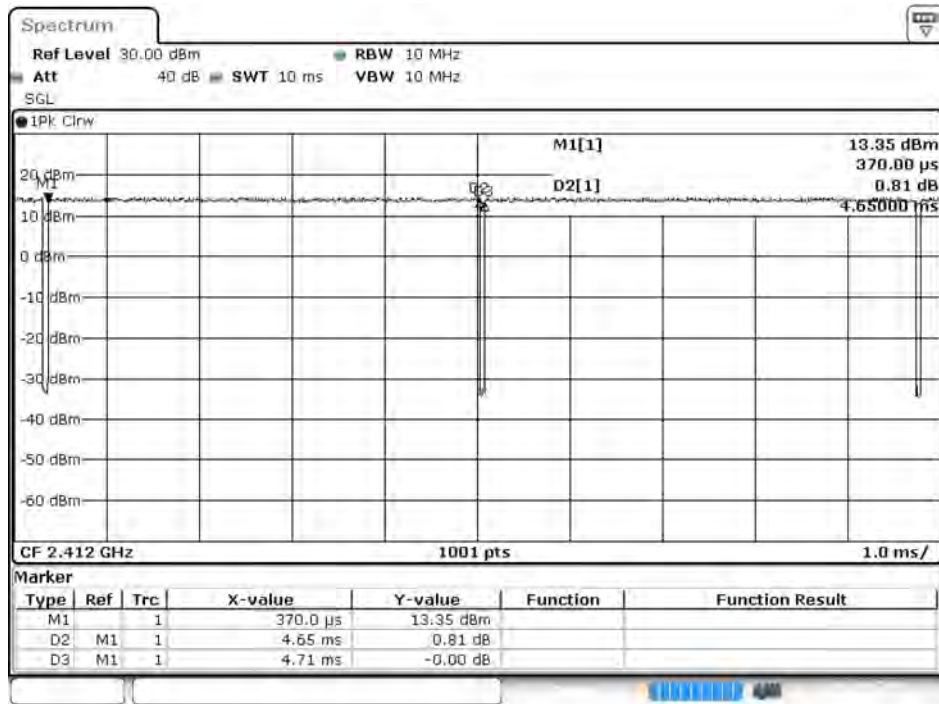 Spectrum
Ref Level 30.00 dBm RBW 10 MHz
Att 40 dB SWT 10 ms VBW 10 MHz
SGL
1Pk Clrw
M1[1] 13.35 dBm
370.00 µs
20 dBm
M1 D2[1] 0.81 dB
4.65000 ms
10 dBm
0 dBm
-10 dBm
-20 dBm
-30 dBm
-40 dBm
-50 dBm
-60 dBm
CF 2.412 GHz 1001 pts 1.0 ms/
Marker
Type Ref Trc X-value Y-value Function Function Result
M1 1 370.0 µs 13.35 dBm
D2 M1 1 4.65 ms 0.81 dB
D3 M1 1 4.71 ms -0.00 dB